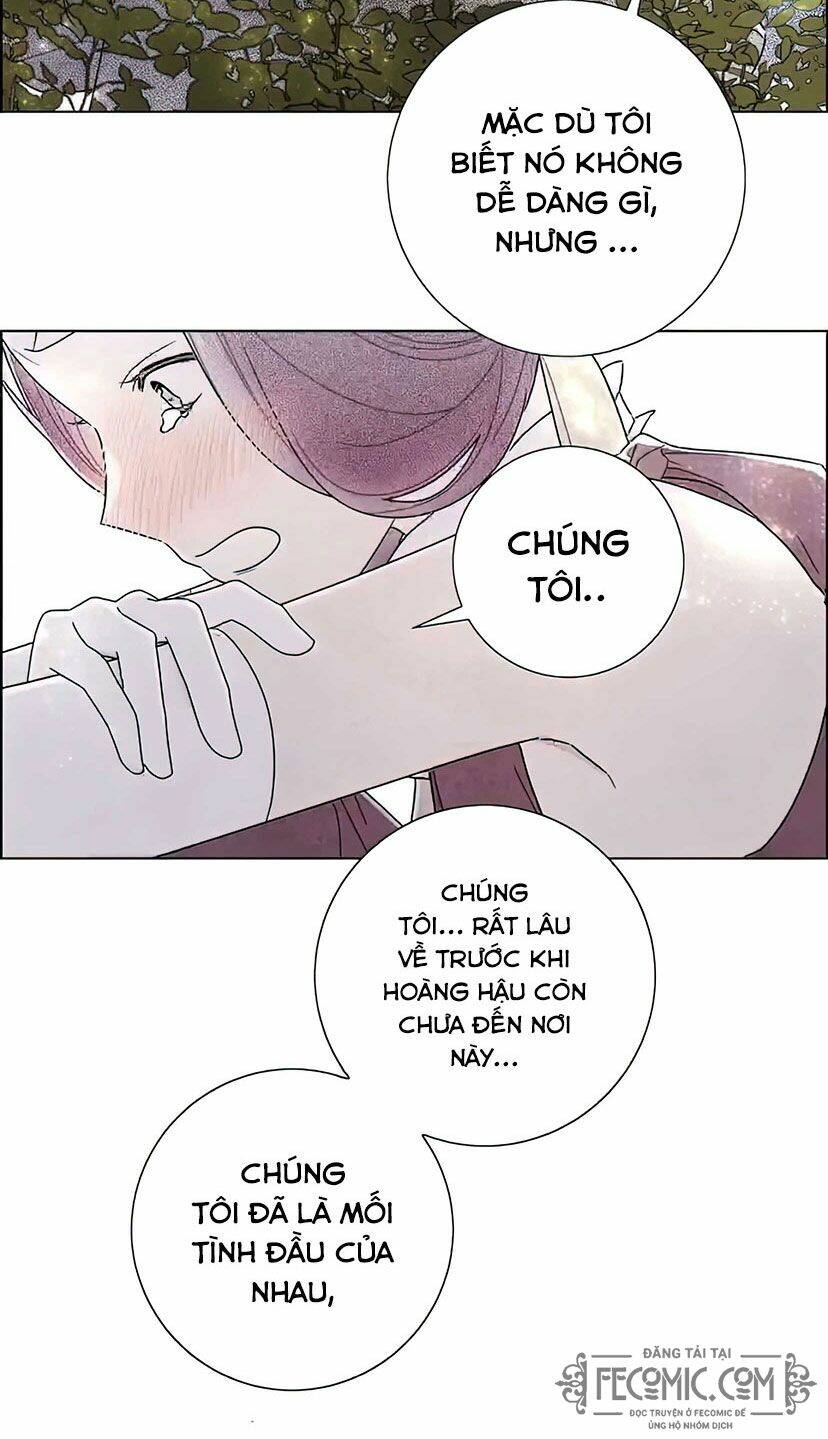 MẶC DÙ TÔI
BIẾT NÓ KHÔNG
DỄ DÀNG GÌ,
NHƯNG ...
CHÚNG
TÔI..
CHÚNG
TÔI... RẤT LÂU
VỀ TRƯỚC KHI
HOÀNG HẬU CÒN
CHƯA ĐẾN NƠI
NÀY...
CHÚNG
TÔI ĐÃ LÀ MỐI
TÌNH ĐẦU CỦA
NHAU,
ĐĂNG TẢI TẠI
FECOMIC.COM
ĐỌC TRUYỆN Ở FECOMIC ĐỂ
ỦNG HỘ NHÓM DỊCH